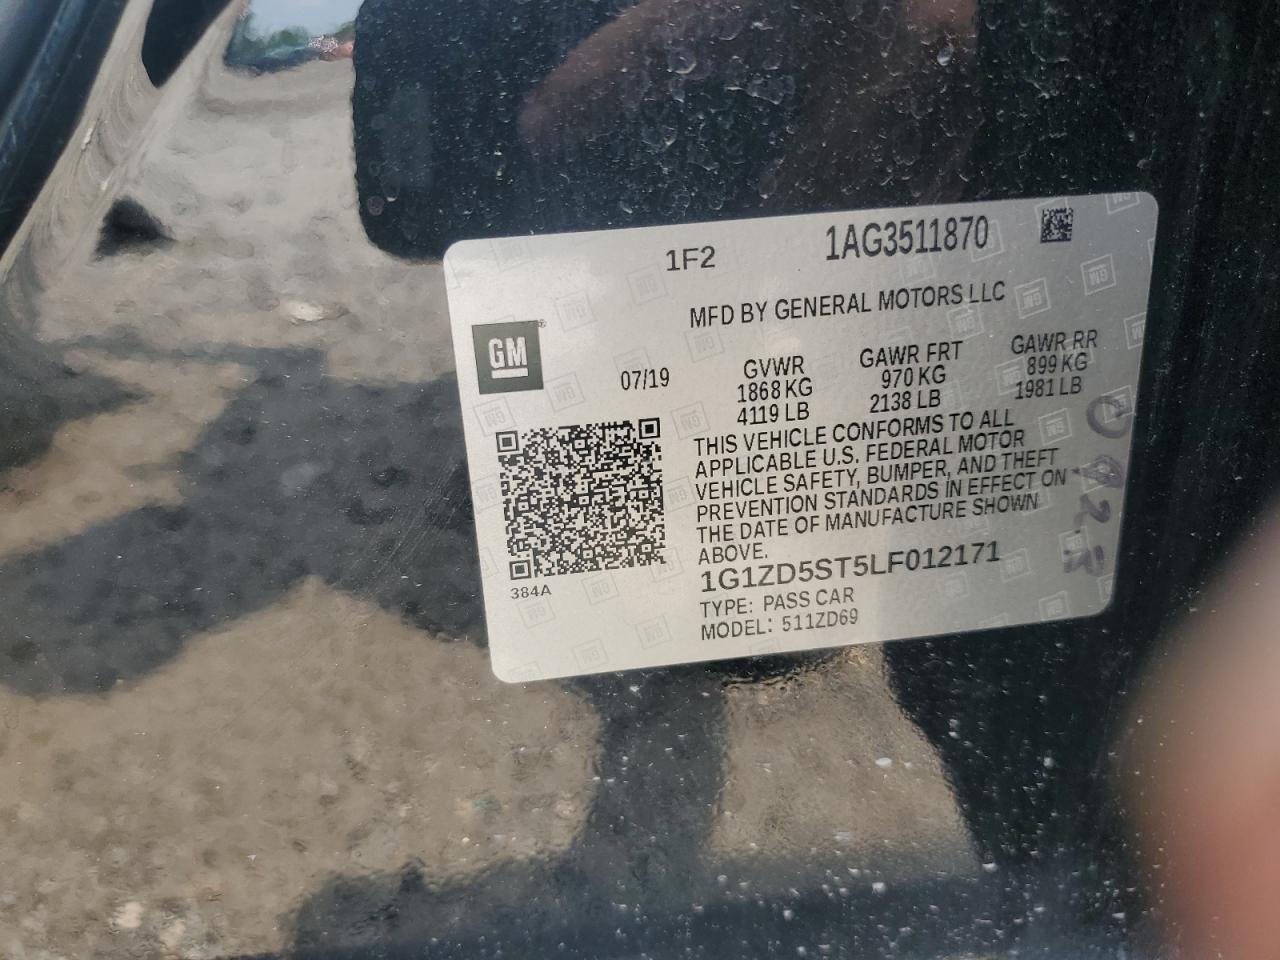 1F2 1AG3511870
MFD BY GENERAL MOTORS LLC
GM
07/19
GVWR GAWR FRT GAWR RR
1868 KG 970 KG 899 KG
4119 LB 2138 LB 1981 LB
THIS VEHICLE CONFORMS TO ALL
APPLICABLE U.S. FEDERAL MOTOR
VEHICLE SAFETY, BUMPER, AND THEFT
PREVENTION STANDARDS IN EFFECT ON
THE DATE OF MANUFACTURE SHOWN
ABOVE.
384A
1G1ZD5ST5LF012171
TYPE: PASS CAR
MODEL: 511ZD69